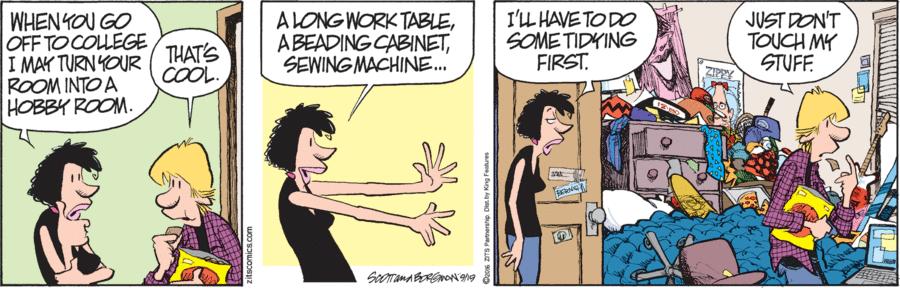 WHEN YOU GO
OFF TO COLLEGE
I MAY TURN YOUR
ROOM INTO A
HOBBY ROOM.
THAT'S
COOL.
zitscomics.com
A LONG WORK TABLE,
A BEADING CABINET,
SEWING MACHINE...
SCOTT AND BORGMAN 9/19
©2016 ZITS Partnership. Dist. by King Features
I'LL HAVE TO DO
SOME TIDYING
FIRST.
ZIPPY
JUST DON'T
TOUCH MY
STUFF.